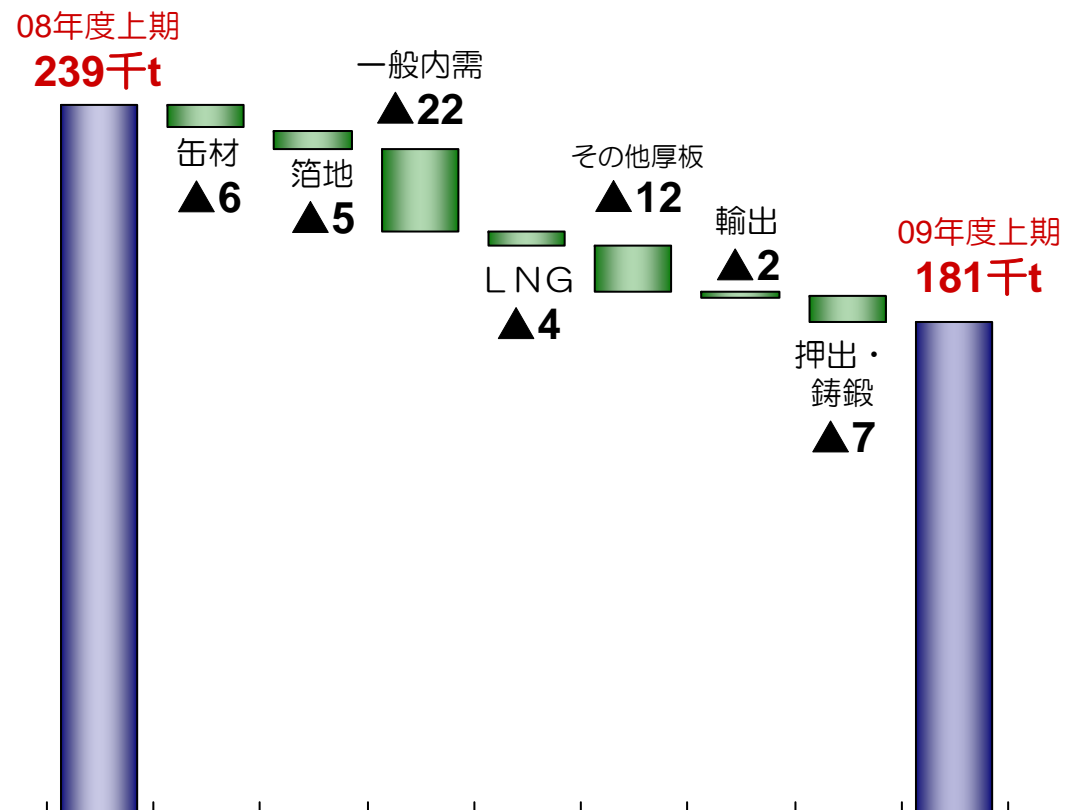 08年度上期
239千t
缶材
▲6
箔地
▲5
一般内需
▲22
ＬＮＧ
▲4
その他厚板
▲12
輸出
▲2
押出・
鋳鍛
▲7
09年度上期
181千t